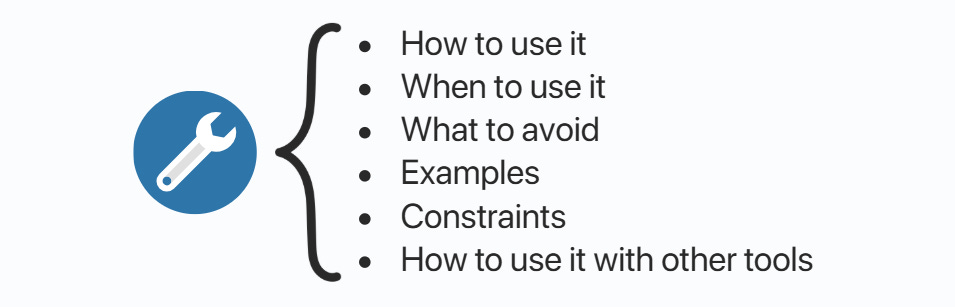 • How to use it
• When to use it
• What to avoid
• Examples
• Constraints
• How to use it with other tools